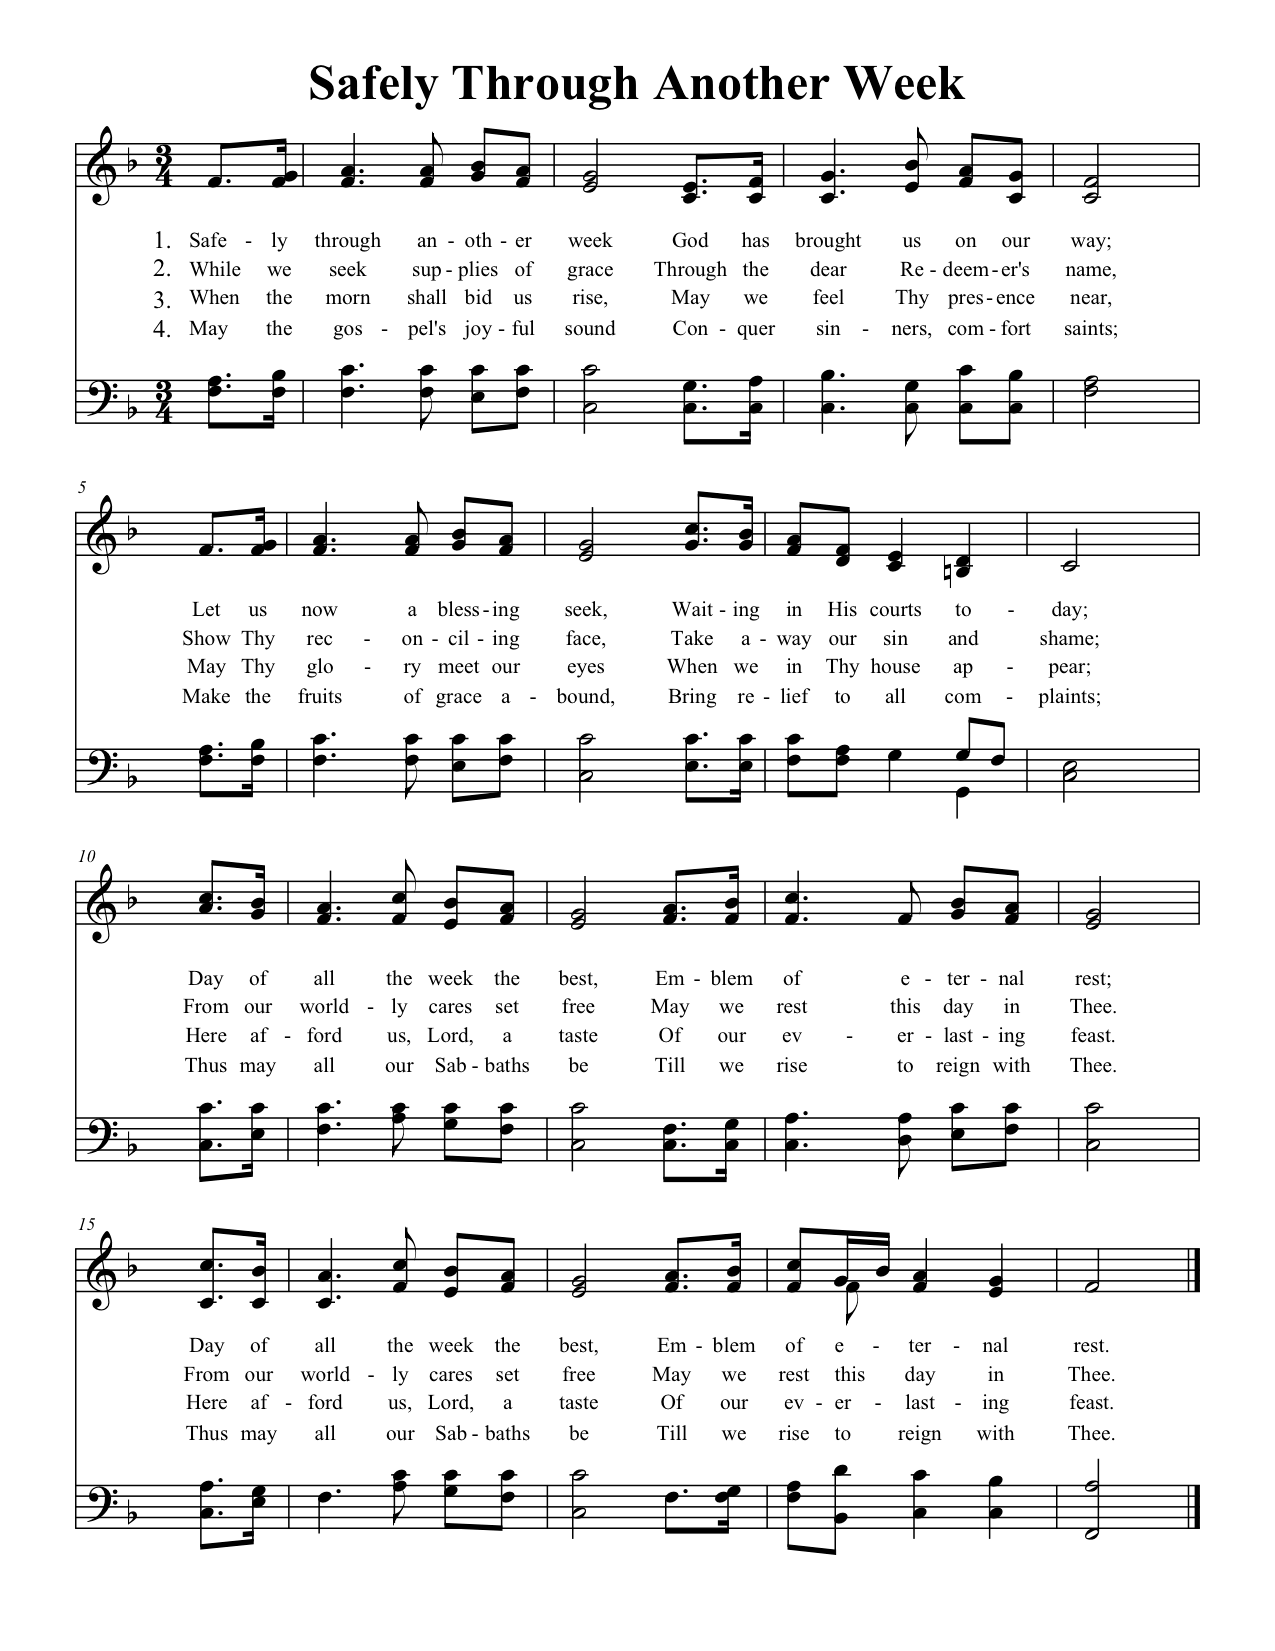 Safely Through Another Week
3
4
1. Safe - ly through an - oth - er week God has brought us on our way;
2. While we seek sup - plies of grace Through the dear Re - deem - er's name,
3. When the morn shall bid us rise, May we feel Thy pres - ence near,
4. May the gos - pel's joy - ful sound Con - quer sin - ners, com - fort saints;
3
4
5
Let us now a bless - ing seek, Wait - ing in His courts to - day;
Show Thy rec - on - cil - ing face, Take a - way our sin and shame;
May Thy glo - ry meet our eyes When we in Thy house ap - pear;
Make the fruits of grace a - bound, Bring re - lief to all com - plaints;
10
Day of all the week the best, Em - blem of e - ter - nal rest;
From our world - ly cares set free May we rest this day in Thee.
Here af - ford us, Lord, a taste Of our ev - er - last - ing feast.
Thus may all our Sab - baths be Till we rise to reign with Thee.
15
Day of all the week the best, Em - blem of e - ter - nal rest.
From our world - ly cares set free May we rest this day in Thee.
Here af - ford us, Lord, a taste Of our ev - er - last - ing feast.
Thus may all our Sab - baths be Till we rise to reign with Thee.